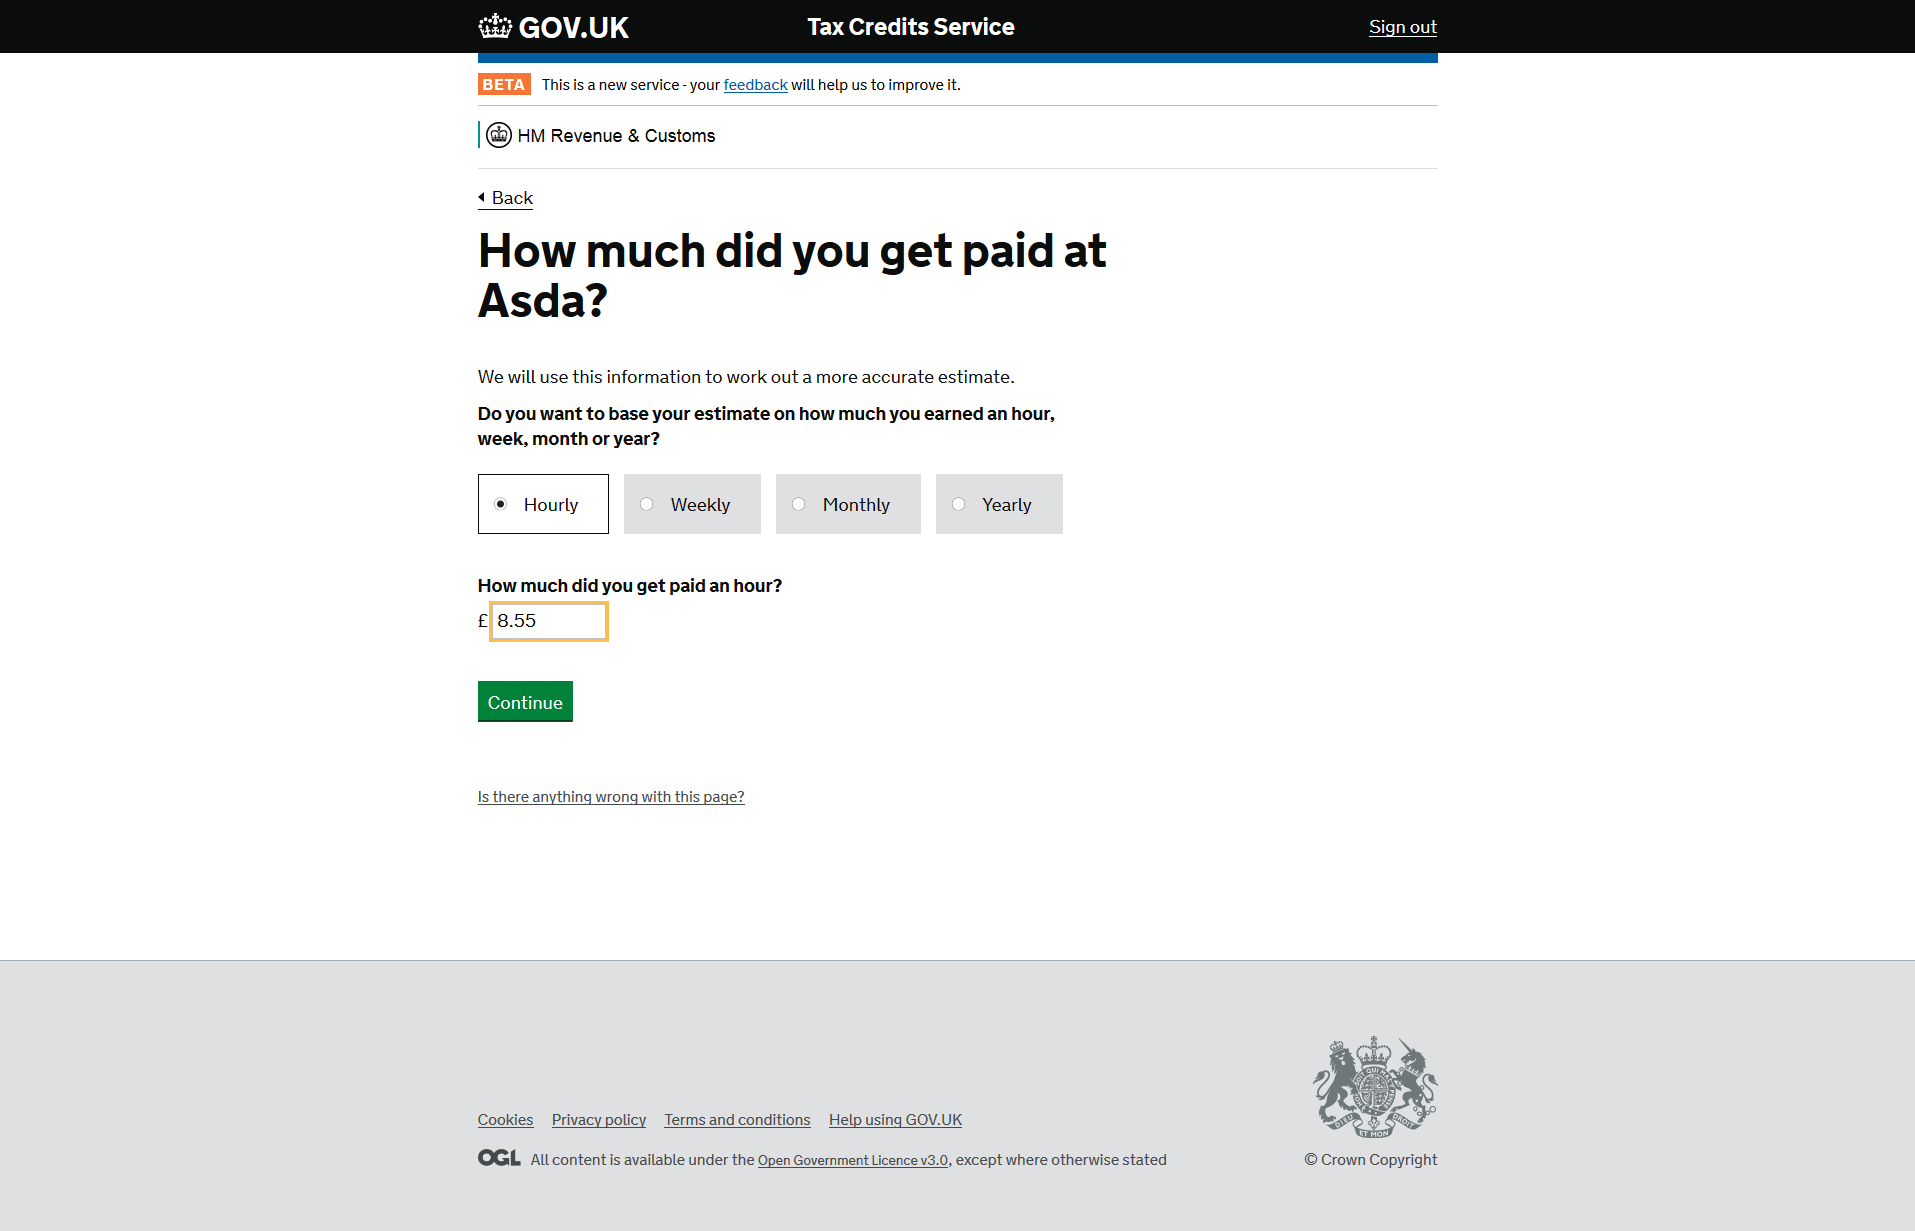 GOV.UK
Tax Credits Service
Sign out
BETA This is a new service - your feedback will help us to improve it.
HM Revenue & Customs
Back
How much did you get paid at
Asda?
We will use this information to work out a more accurate estimate.
Do you want to base your estimate on how much you earned an hour,
week, month or year?
Hourly Weekly Monthly Yearly
How much did you get paid an hour?
£ 8.55
Continue
Is there anything wrong with this page?
Cookies Privacy policy Terms and conditions Help using GOV.UK
OGL All content is available under the Open Government Licence v3.0, except where otherwise stated
© Crown Copyright